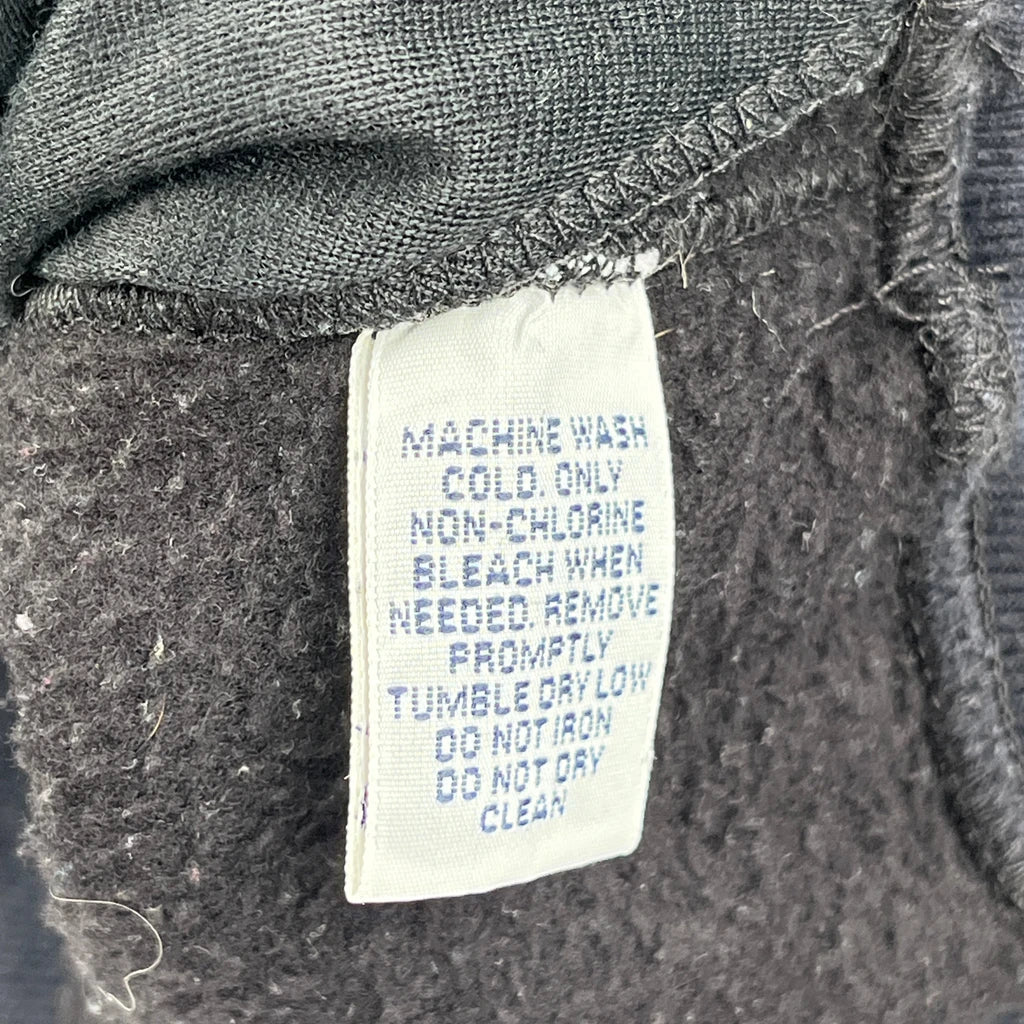 MACHINE WASH
COLD. ONLY
NON-CHLORINE
BLEACH WHEN
NEEDED. REMOVE
PROMPTLY
TUMBLE DRY LOW
DO NOT IRON
DO NOT DRY
CLEAN